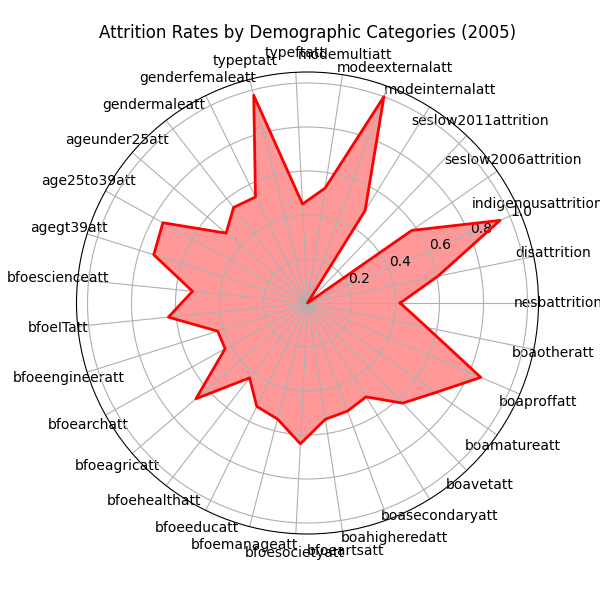 Attrition Rates by Demographic Categories (2005)
typeftatt
modemultiatt
typeptatt
modeexternalatt
genderfemaleatt
modeinternalatt
gendermaleatt
seslow2011attrition
ageunder25att
seslow2006attrition
age25to39att
indigenousattrition
1.0
agegt39att
0.8
0.6
disattrition
0.4
bfoescienceatt
0.2
nesbattrition
bfoeITatt
boaotheratt
bfoeengineeratt
boaproffatt
bfoearchatt
boamatureatt
bfoeagricatt
boavetatt
bfoehealthatt
boasecondaryatt
bfoeeducatt
boahigheredatt
bfoemanageatt
bfoeartsatt
bfoesocietyatt